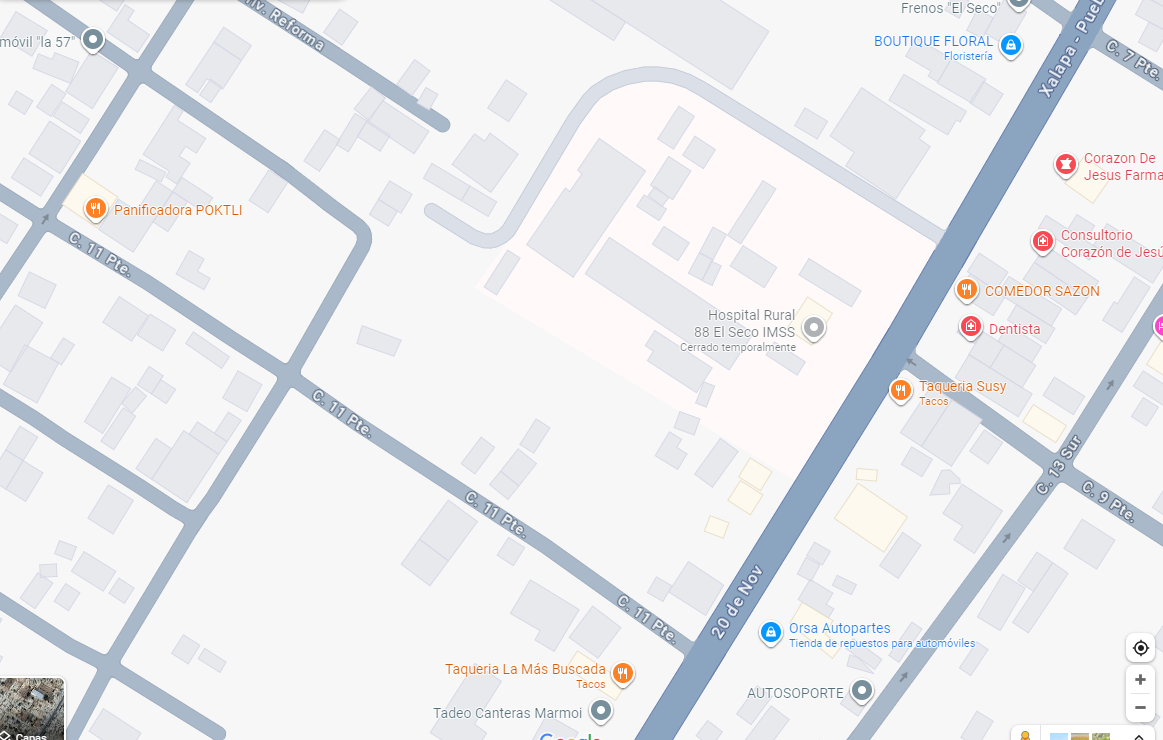 Frenos "El Seco"
riv. Reforma
móvil "la 57"
BOUTIQUE FLORAL
Floristería
Xalapa - Pueb
C. 7 Pte.
Corazon De
Jesus Farma
Panificadora POKTLI
C. 11 Pte.
Consultorio
Corazón de Jesú
COMEDOR SAZON
Hospital Rural
88 El Seco IMSS
Cerrado temporalmente
Dentista
Taqueria Susy
Tacos
C. 11 Pte.
C. 13 Sur
C. 9 Pte.
C. 11 Pte.
20 de Nov
C. 11 Pte.
Orsa Autopartes
Tienda de repuestos para automóviles
Taqueria La Más Buscada
Tacos
AUTOSOPORTE
Tadeo Canteras Marmoi
Capas
Google